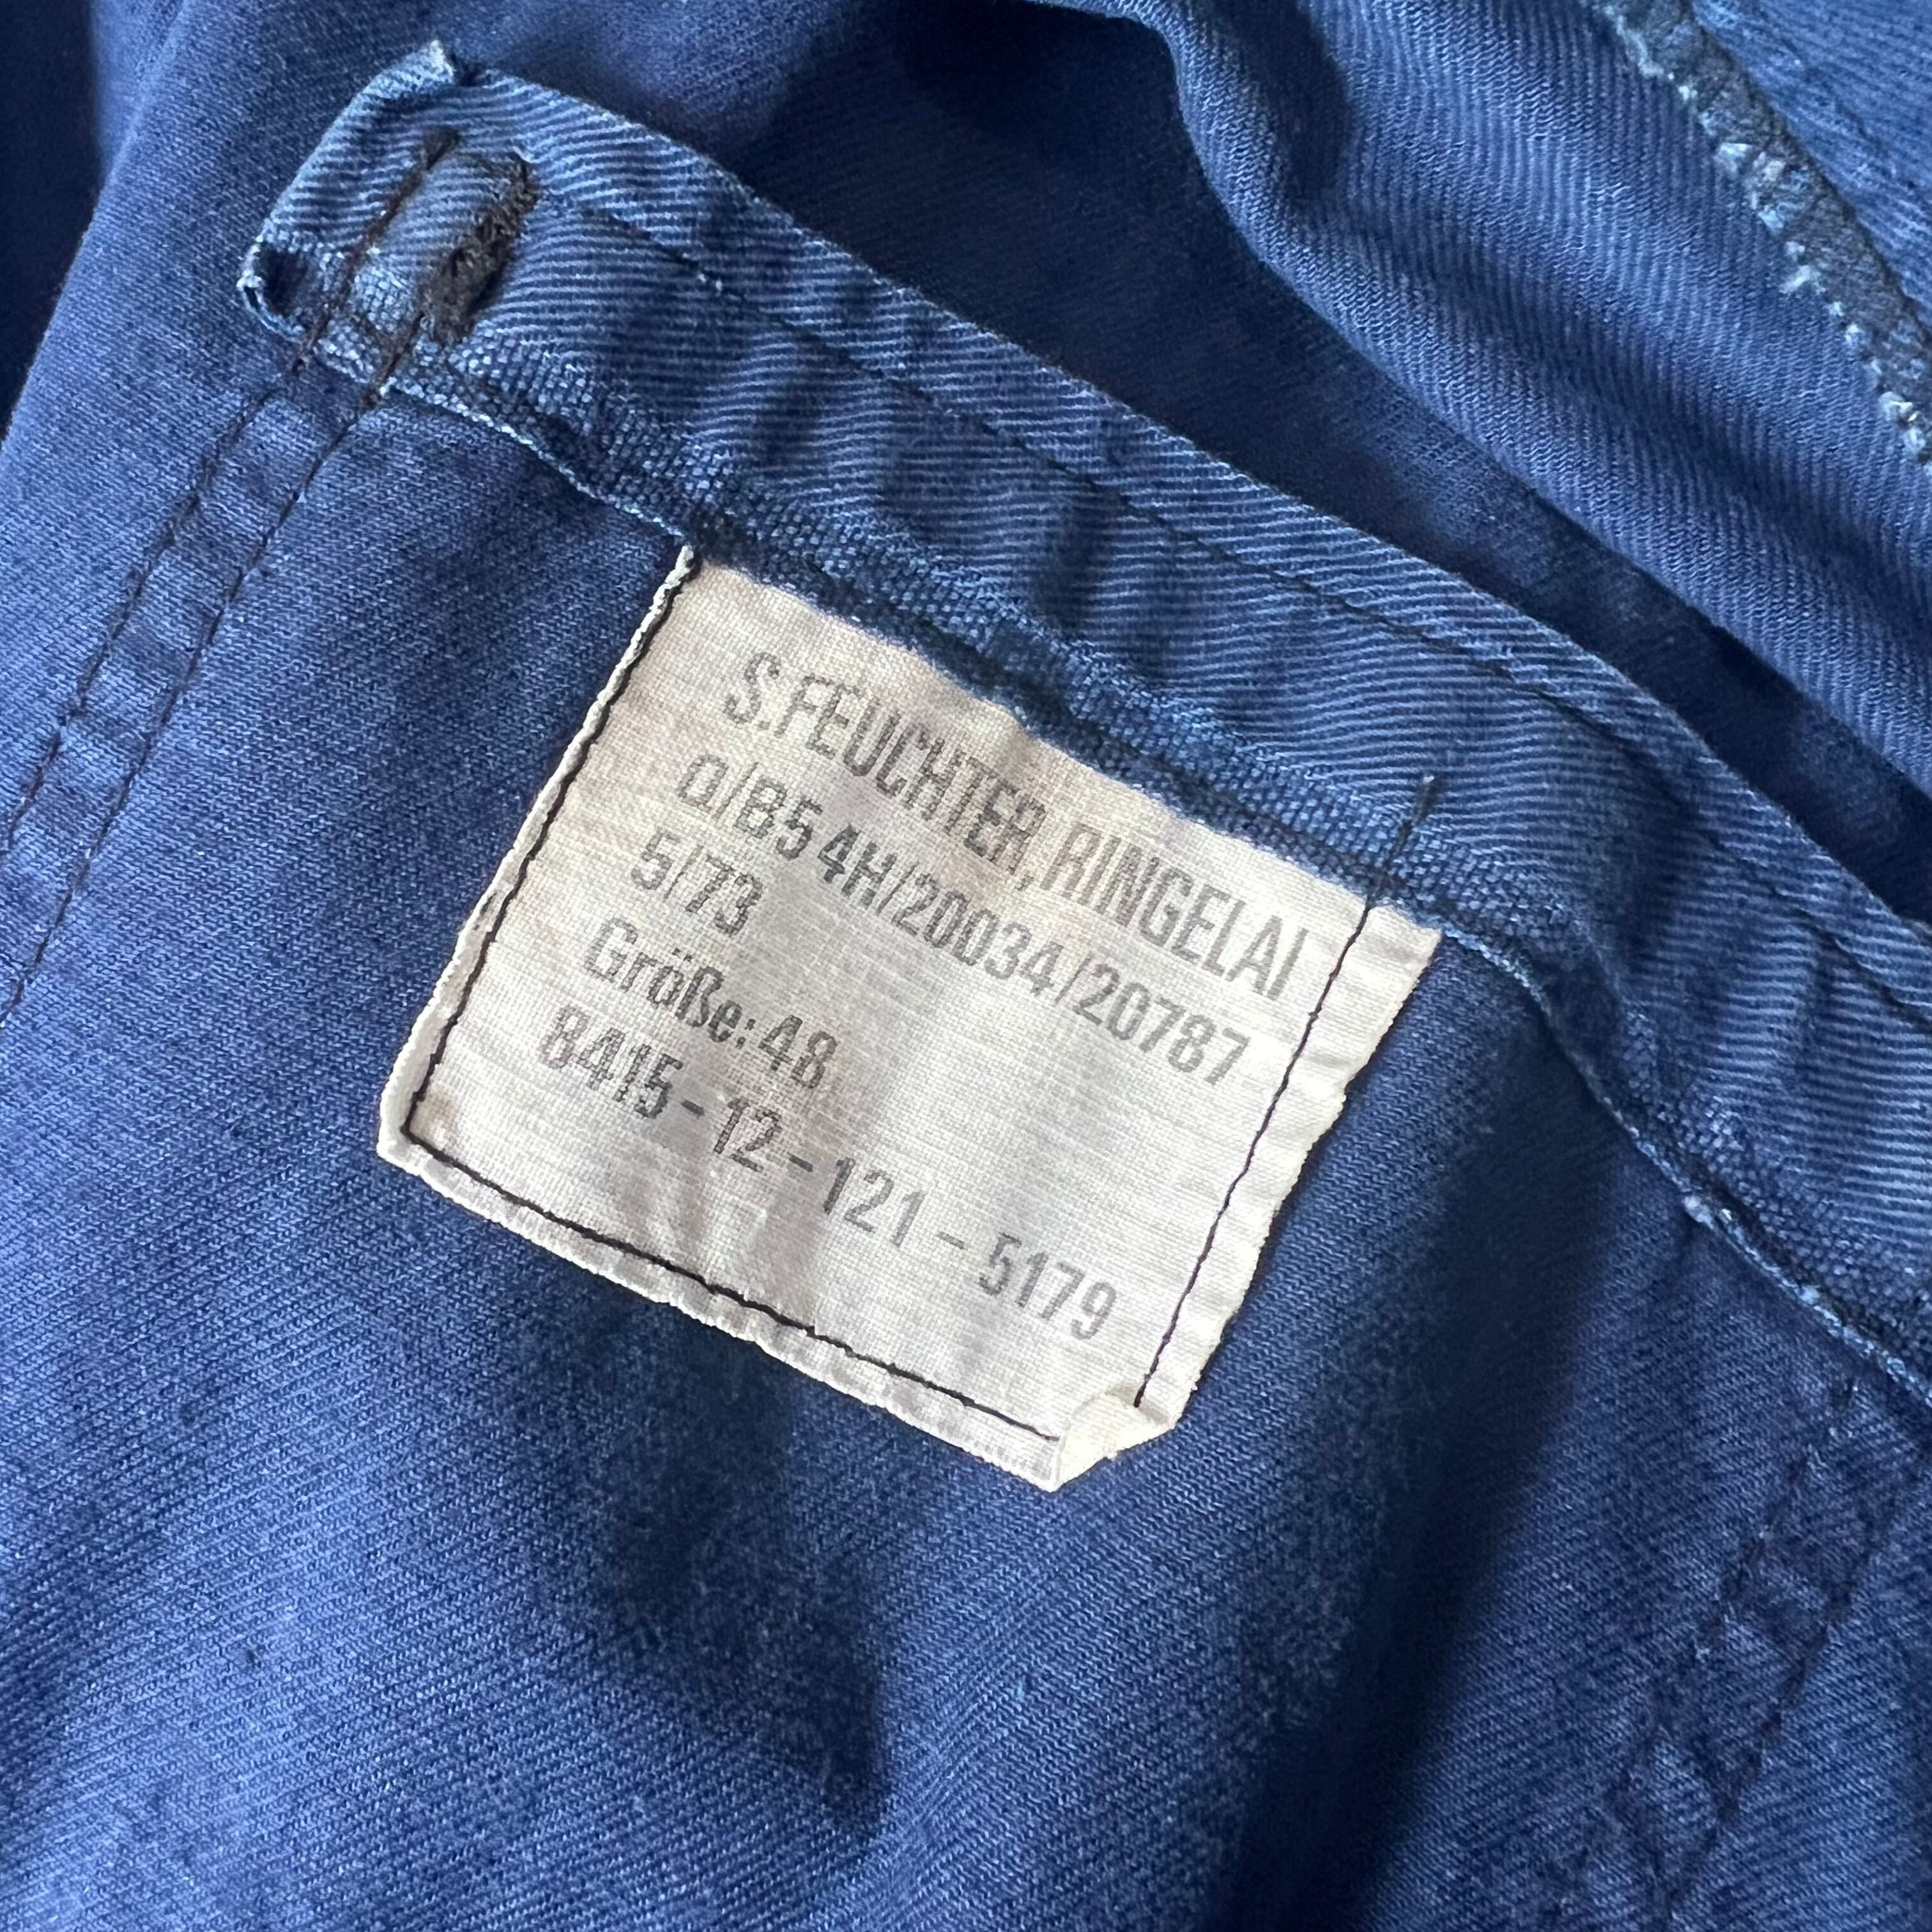 S.FEUCHTER, RINGELAI
Q/B5 4H/20034/20787
5/73
Größe: 48
8415-12-121-5179